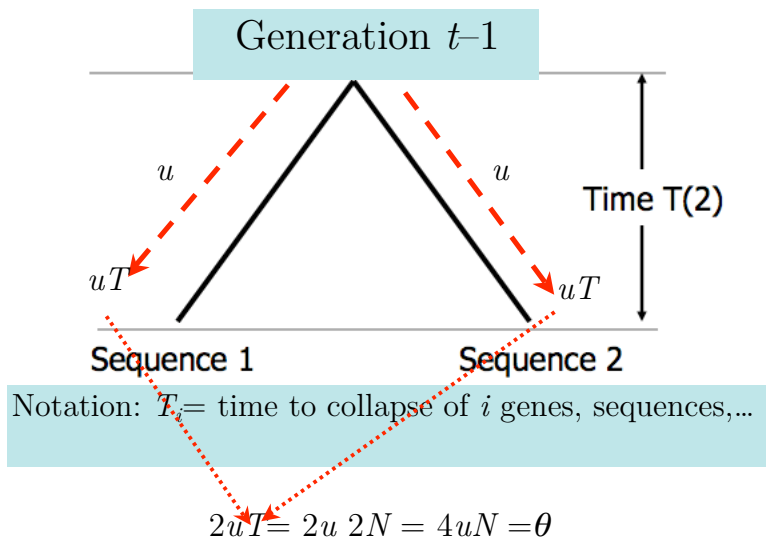 Generation t–1
u
u
Time T(2)
uT
uT
Sequence 1
Sequence 2
Notation: Tᵢ= time to collapse of i genes, sequences,…
2uT= 2u 2N = 4uN =θ